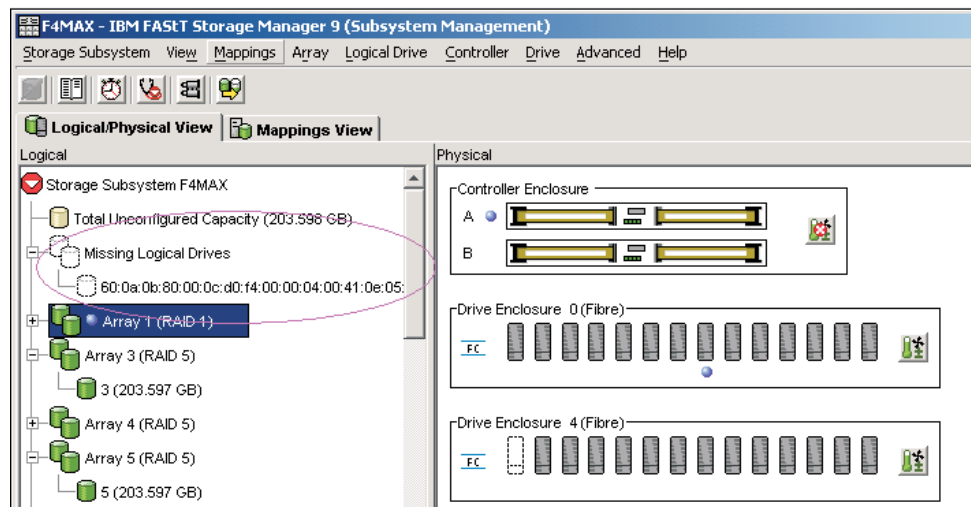 F4MAX - IBM FAStT Storage Manager 9 (Subsystem Management)
Storage Subsystem View Mappings Array Logical Drive Controller Drive Advanced Help
Logical/Physical View Mappings View
Logical
Storage Subsystem F4MAX
Total Unconfigured Capacity (203.598 GB)
Missing Logical Drives
60:0a:0b:80:00:0c:d0:f4:00:00:04:00:41:0e:05:
Array 1 (RAID 1)
Array 3 (RAID 5)
3 (203.597 GB)
Array 4 (RAID 5)
Array 5 (RAID 5)
5 (203.597 GB)
Physical
Controller Enclosure
A
B
Drive Enclosure 0 (Fibre)
FC
Drive Enclosure 4 (Fibre)
FC